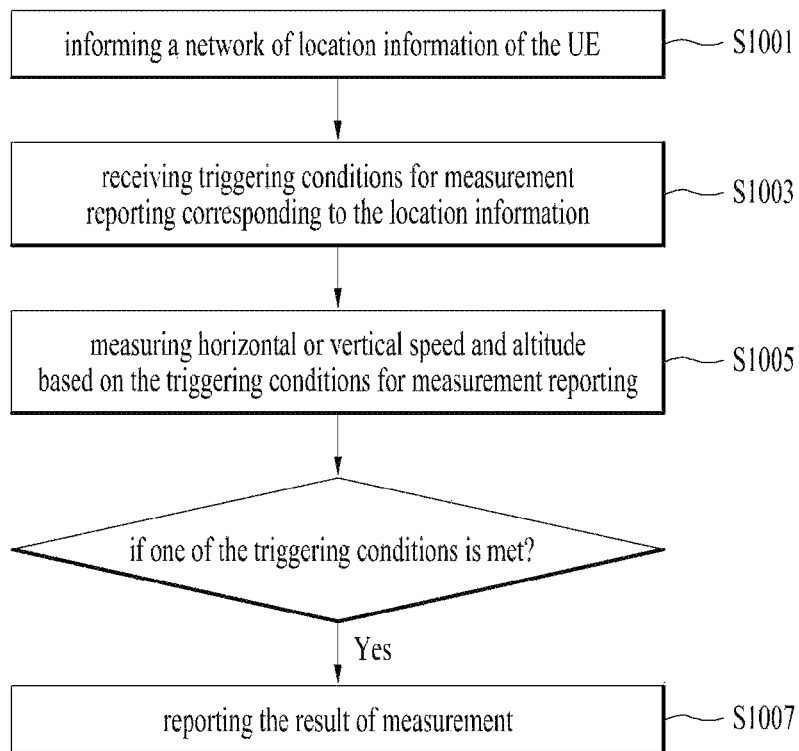 informing a network of location information of the UE
S1001
receiving triggering conditions for measurement
reporting corresponding to the location information
S1003
measuring horizontal or vertical speed and altitude
based on the triggering conditions for measurement reporting
S1005
if one of the triggering conditions is met?
Yes
reporting the result of measurement
S1007